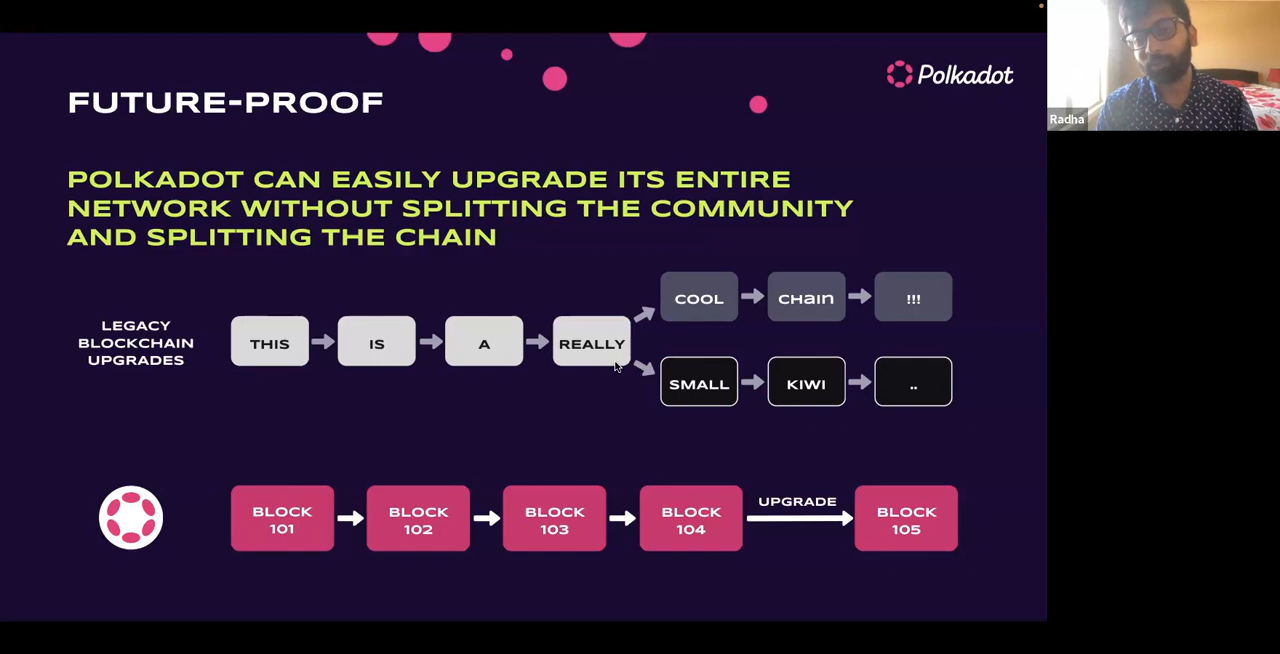 FUTURE-PROOF
Polkadot
Radha
POLKADOT CAN EASILY UPGRADE ITS ENTIRE
NETWORK WITHOUT SPLITTING THE COMMUNITY
AND SPLITTING THE CHAIN
LEGACY
BLOCKCHAIN
UPGRADES
THIS
IS
A
REALLY
COOL
CHain
!!!
SMALL
KIWI
..
BLOCK
101
BLOCK
102
BLOCK
103
BLOCK
104
UPGRADE
BLOCK
105